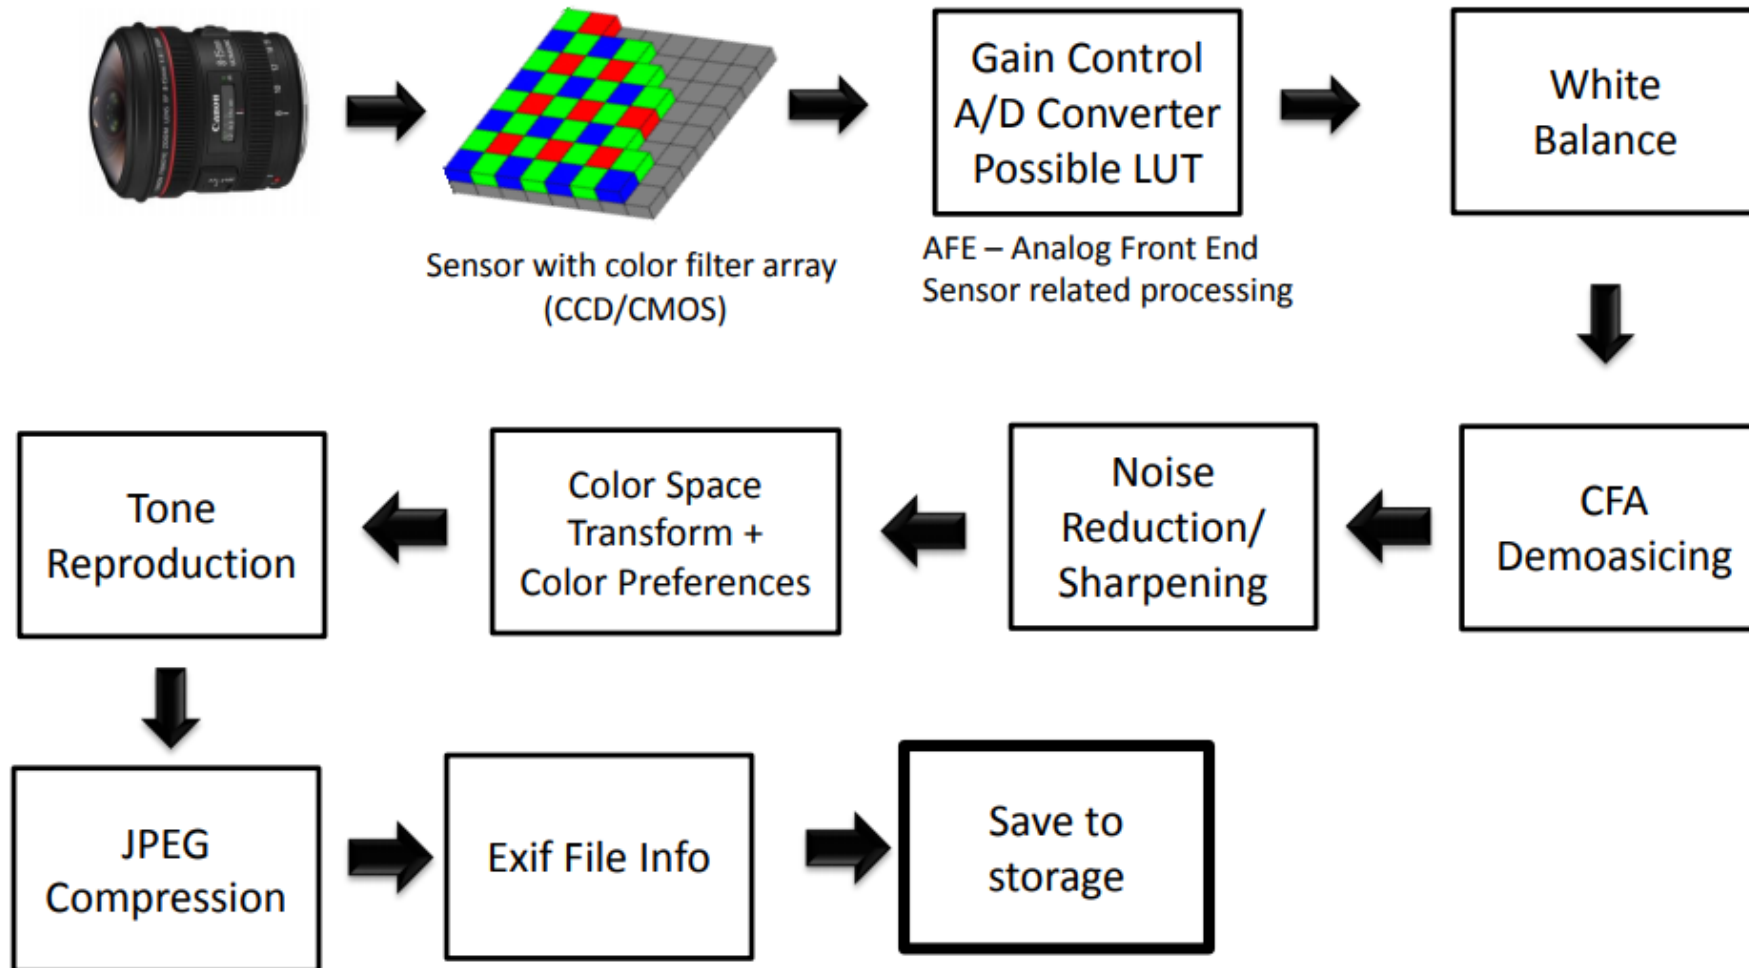 Canon
Gain Control
A/D Converter
Possible LUT
White
Balance
Sensor with color filter array
(CCD/CMOS)
AFE – Analog Front End
Sensor related processing
Tone
Reproduction
Color Space
Transform +
Color Preferences
Noise
Reduction/
Sharpening
CFA
Demoasicing
JPEG
Compression
Exif File Info
Save to
storage